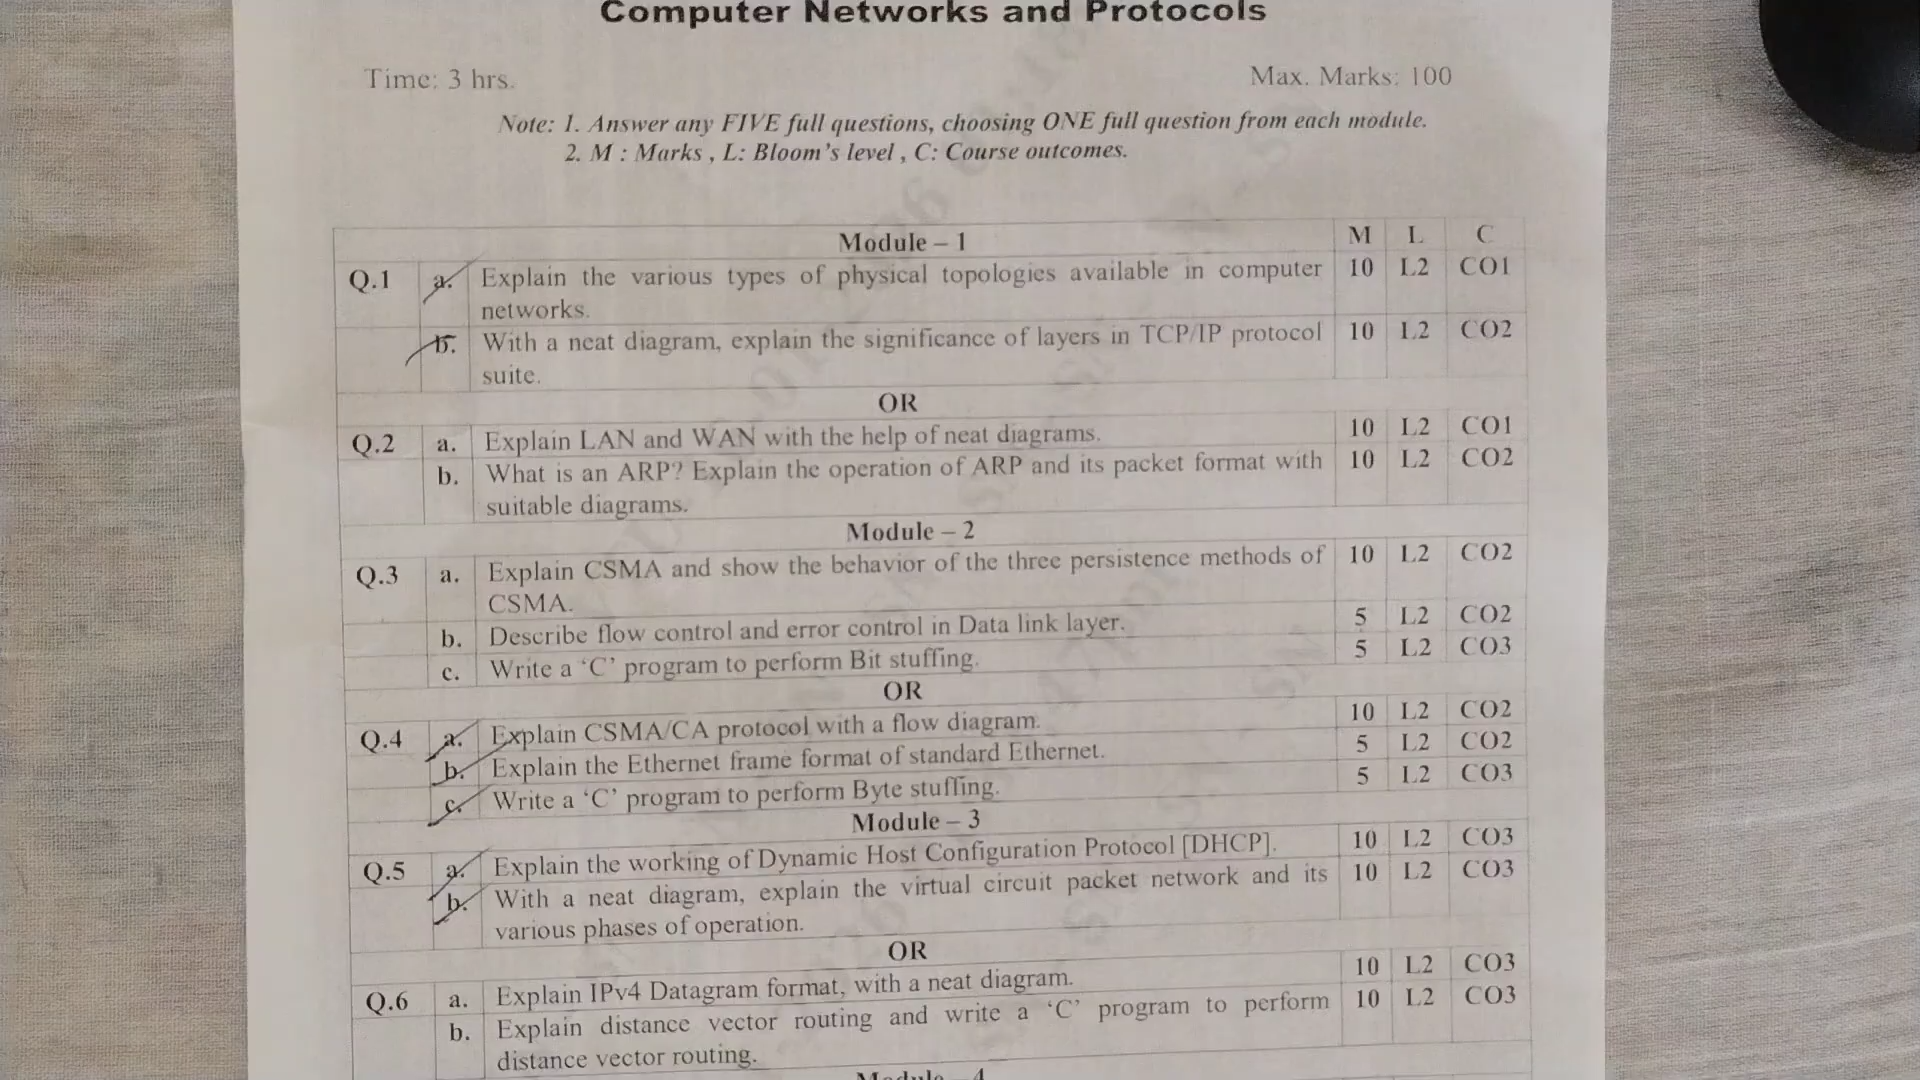 Computer Networks and Protocols
Time: 3 hrs. Max. Marks: 100
Note: 1. Answer any FIVE full questions, choosing ONE full question from each module.
2. M : Marks , L: Bloom's level , C: Course outcomes.
Module – 1 M L C
Q.1 a. Explain the various types of physical topologies available in computer 10 L2 CO1
networks.
b. With a neat diagram, explain the significance of layers in TCP/IP protocol 10 L2 CO2
suite.
OR
Q.2 a. Explain LAN and WAN with the help of neat diagrams. 10 L2 CO1
b. What is an ARP? Explain the operation of ARP and its packet format with 10 L2 CO2
suitable diagrams.
Module – 2
Q.3 a. Explain CSMA and show the behavior of the three persistence methods of 10 L2 CO2
CSMA.
b. Describe flow control and error control in Data link layer. 5 L2 CO2
c. Write a ‘C’ program to perform Bit stuffing. 5 L2 CO3
OR
Q.4 a. Explain CSMA/CA protocol with a flow diagram. 10 L2 CO2
b. Explain the Ethernet frame format of standard Ethernet. 5 L2 CO2
c. Write a ‘C’ program to perform Byte stuffing. 5 L2 CO3
Module – 3
Q.5 a. Explain the working of Dynamic Host Configuration Protocol [DHCP]. 10 L2 CO3
b. With a neat diagram, explain the virtual circuit packet network and its 10 L2 CO3
various phases of operation.
OR
Q.6 a. Explain IPv4 Datagram format, with a neat diagram. 10 L2 CO3
b. Explain distance vector routing and write a ‘C’ program to perform 10 L2 CO3
distance vector routing.
Module – 4